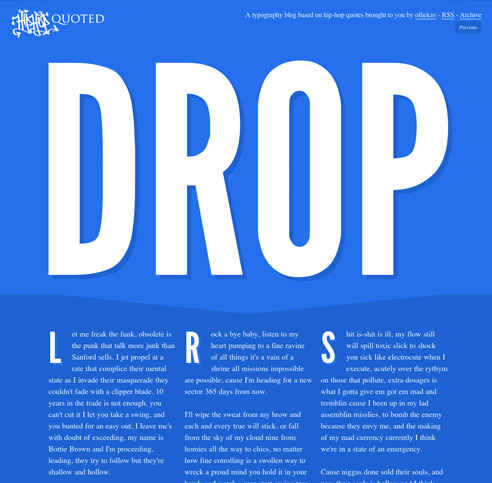 HipHop QUOTED
A typography blog based on hip-hop quotes brought to you by olliekav - RSS - Archive
Previous
DROP
Let me freak the funk, obsolete is
the punk that talk more junk than
Sanford sells. I jet propel at a
rate that complice their mental
state as I invade their masquerade they
couldn't fade with a clipper blade. 10
years in the trade is not enough, you
can't cut it I let you take a swing, and
you bunted for an easy out, I leave mc's
with doubt of exceeding, my name is
Bottie Brown and I'm proceeding,
leading, they try to follow but they're
shallow and hollow.
Rock a bye baby, listen to my
heart pumping to a fine ravine
of all things it's a vain of a
shrine all missions impossible
are possible, cause I'm heading for a new
sector 365 days from now.
I'll wipe the sweat from my brow and
each and every true will stick, or fall
from the sky of my cloud nine from
homies all the way to chics, no matter
how fine cotrolling is a swollen way to
wreck a proud mind you hold it in your
Shit is-shit is ill, my flow still
will spill toxic slick to shock
you sick like electrocute when I
execute, acutely over the rythym
on those that pollute, extra dosages is
what I gotta give em got em mad and
tremblin cause I been up in my lad
assemblin misslies, to bomb the enemy
because they envy me, and the making
of my mad currency currently I think
we're in a state of an emergency.
Cause niggas done sold their souls, and